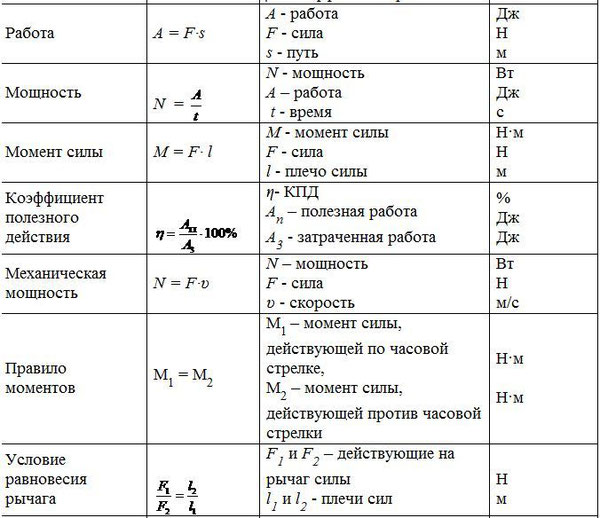 Работа
A = F·s
A - работа
F - сила
s - путь
Дж
Н
м
Мощность
N = A/t
N - мощность
A – работа
t - время
Вт
Дж
с
Момент силы
M = F· l
M - момент силы
F - сила
l - плечо силы
Н·м
Н
м
Коэффициент
полезного
действия
η = Aп/Aз · 100%
η- КПД
Aп – полезная работа
A3 - затраченная работа
%
Дж
Дж
Механическая
мощность
N = F·υ
N – мощность
F - сила
υ - скорость
Вт
Н
м/с
Правило
моментов
M1 = M2
M1 – момент силы,
действующей по часовой
стрелке,
M2 – момент силы,
действующей против часовой
стрелки
Н·м
Н·м
Условие
равновесия
рычага
F1/F2 = l2/l1
F1 и F2 – действующие на
рычаг силы
l1 и l2 - плечи сил
Н
м